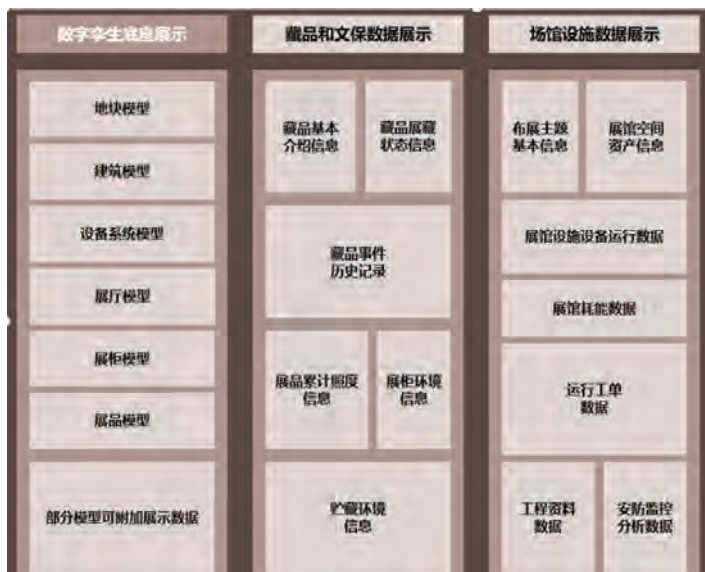 数字孪生底座展示
地块模型
建筑模型
设备系统模型
展厅模型
展柜模型
展品模型
部分模型可附加展示数据
藏品和文保数据展示
藏品基本
介绍信息
藏品展藏
状态信息
藏品事件
历史记录
展品累计照度
信息
展柜环境
信息
贮藏环境
信息
场馆设施数据展示
布展主题
基本信息
展馆空间
资产信息
展馆设施设备运行数据
展馆耗能数据
运行工单
数据
工程资料
数据
安防监控
分析数据